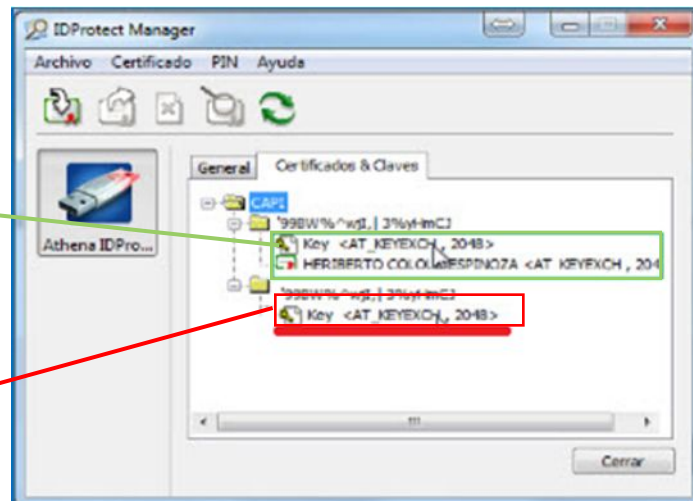 IDProtect Manager
Archivo Certificado PIN Ayuda
General Certificados & Claves
Athena IDPro...
CAPI
Key <AT_KEYEXCH , 2048>
HERIBERTO ESPINOZA <AT_KEYEXCH , 204
Key <AT_KEYEXCH , 2048>
Cerrar